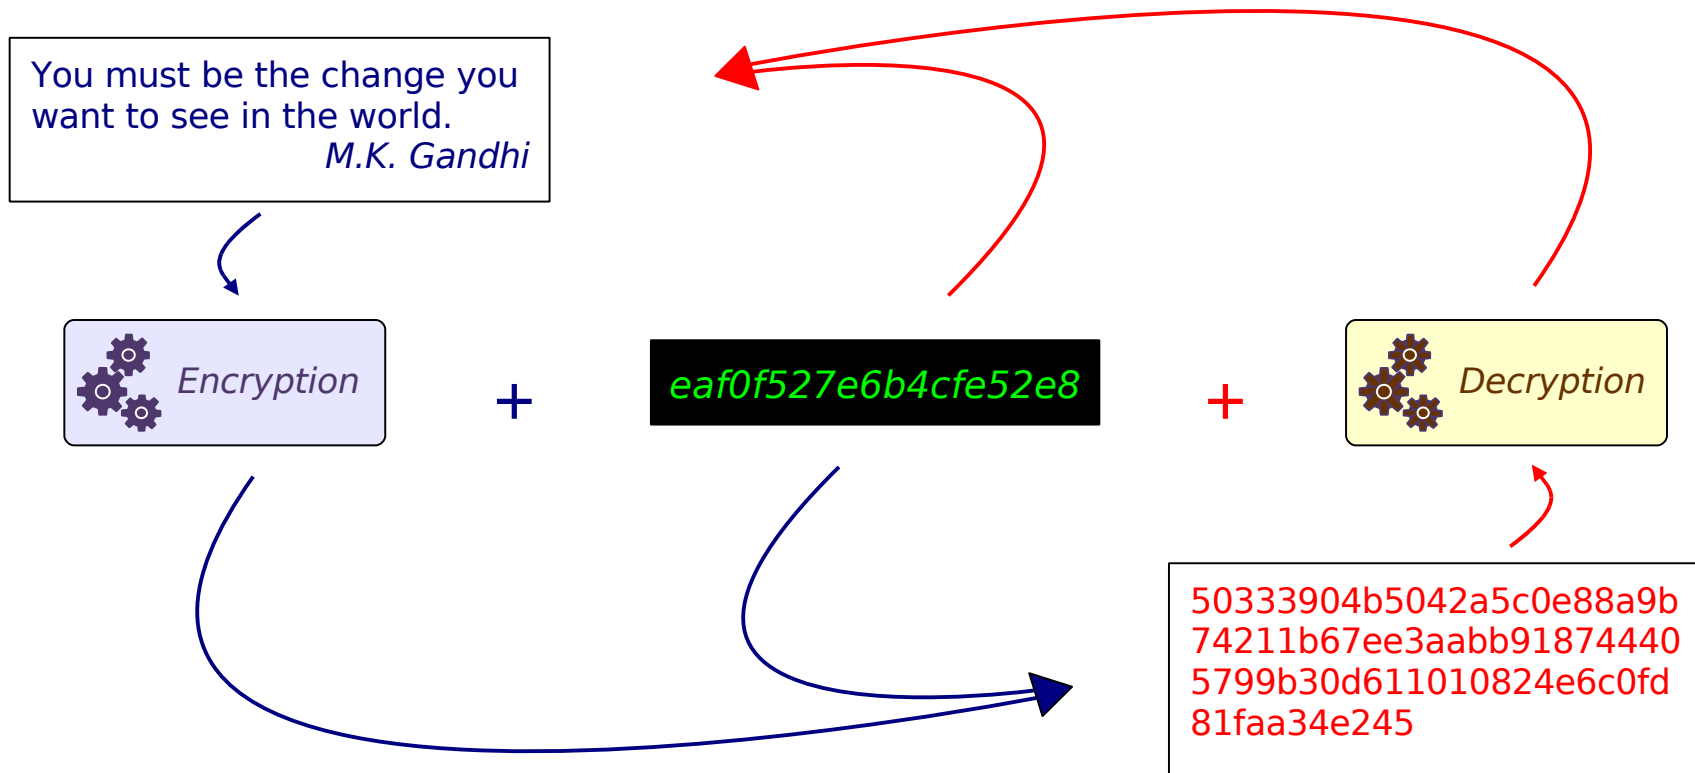 You must be the change you
want to see in the world.
M.K. Gandhi
Encryption
+
eaf0f527e6b4cfe52e8
+
Decryption
50333904b5042a5c0e88a9b
74211b67ee3aabb91874440
5799b30d611010824e6c0fd
81faa34e245